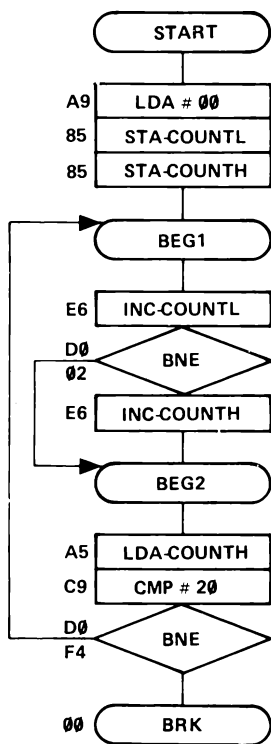 START
A9 LDA # 00
85 STA-COUNTL
85 STA-COUNTH
BEG1
E6 INC-COUNTL
D0 BNE
02
E6 INC-COUNTH
BEG2
A5 LDA-COUNTH
C9 CMP # 20
D0 BNE
F4
00 BRK